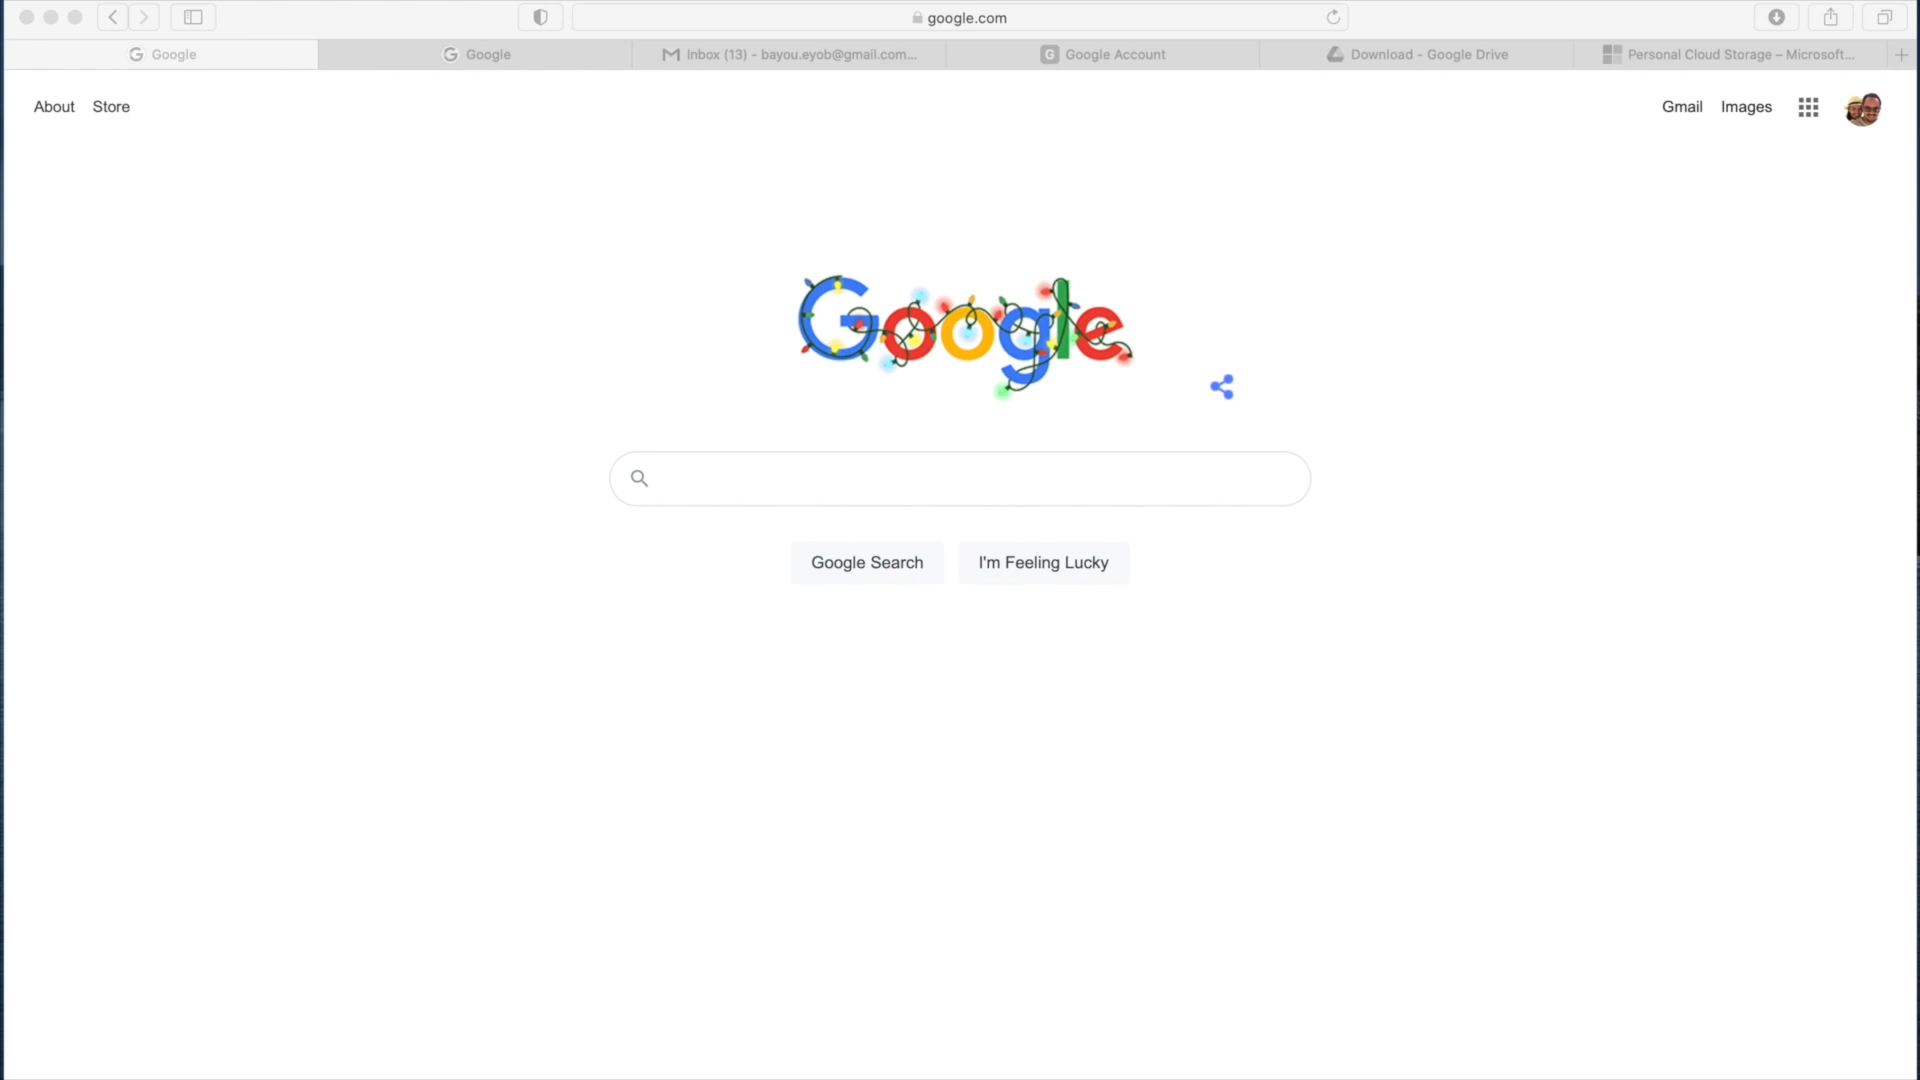 google.com
Google
Google
Inbox (13) - bayou.eyob@gmail.com...
Google Account
Download - Google Drive
Personal Cloud Storage – Microsoft...
About
Store
Gmail
Images
Google
Google Search
I'm Feeling Lucky